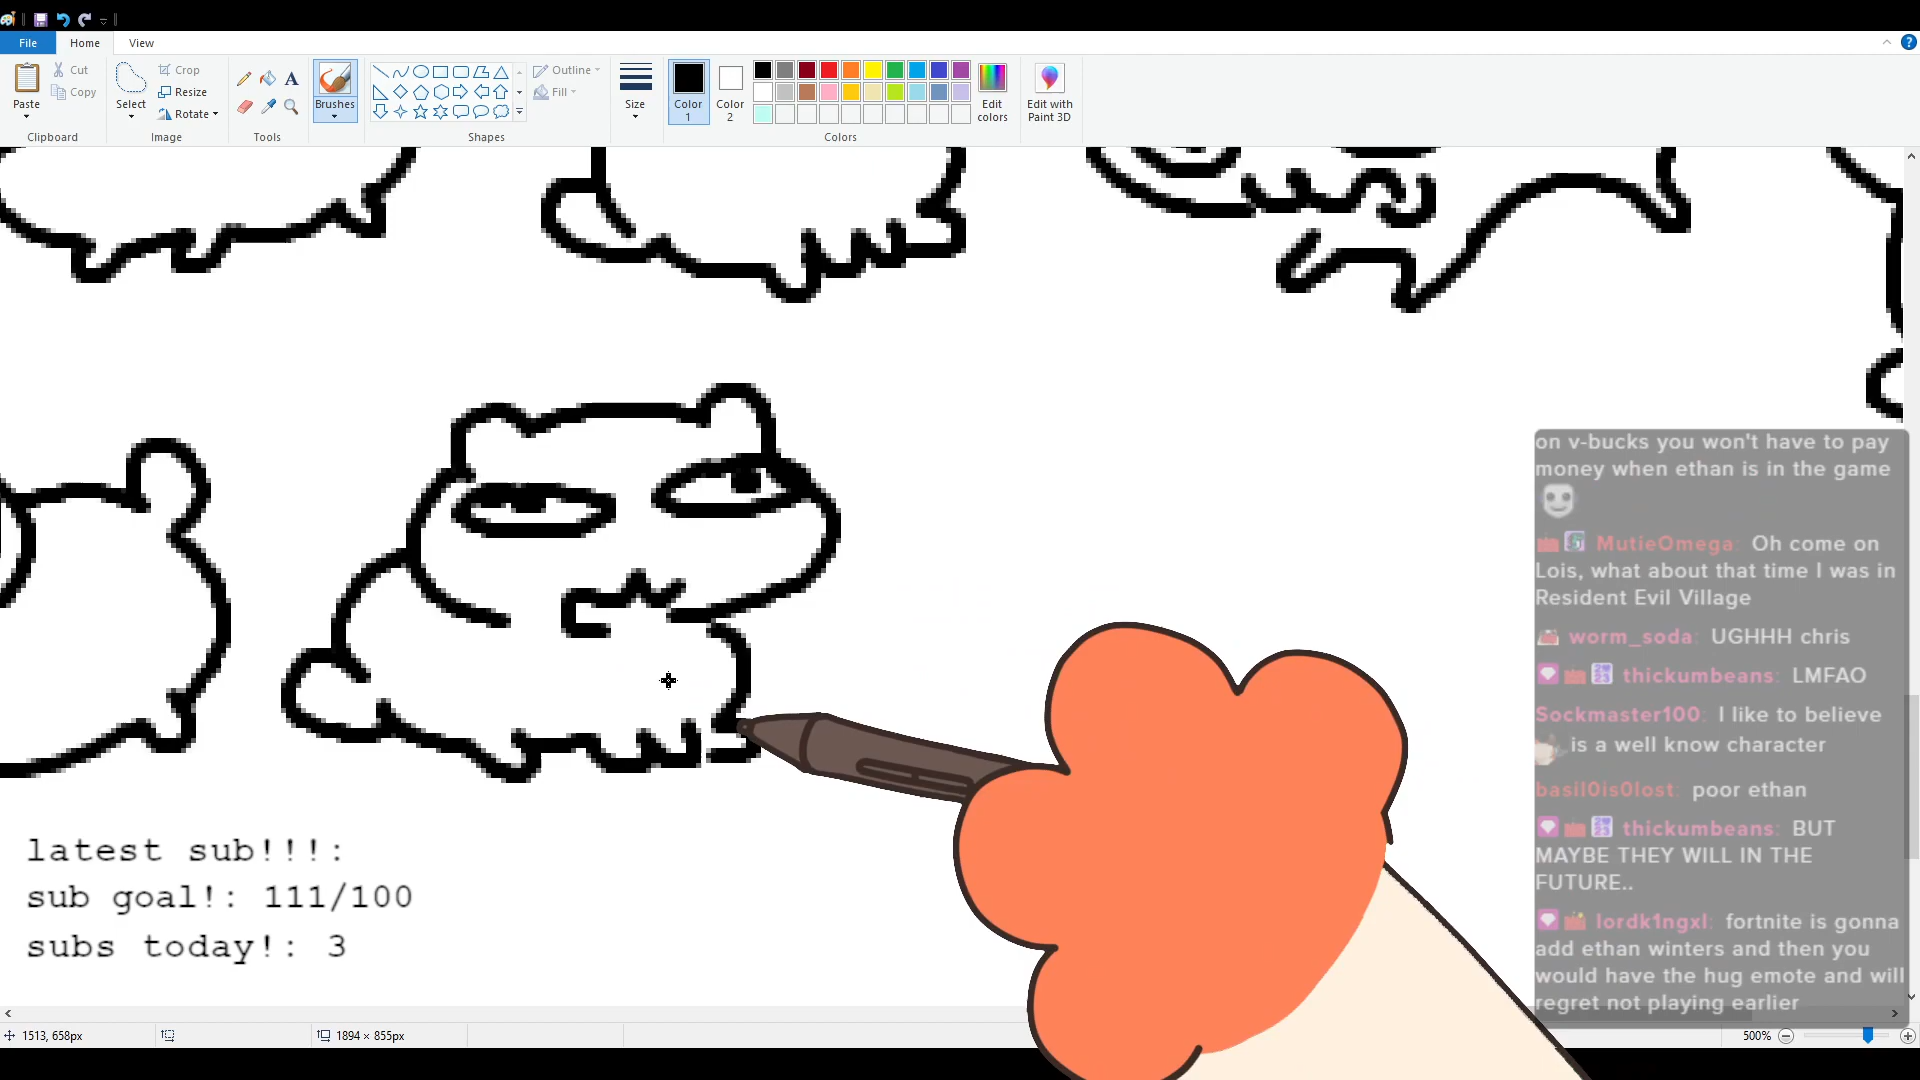 File
Home
View
Paste
Cut
Copy
Clipboard
Select
Crop
Resize
Rotate
Image
Tools
Brushes
Shapes
Outline
Fill
Size
Color
1
Color
2
Colors
Edit
colors
Edit with
Paint 3D
on v-bucks you won't have to pay
money when ethan is in the game
MutieOmega: Oh come on
Lois, what about that time I was in
Resident Evil Village
worm_soda: UGHHH chris
thickumbeans: LMFAO
Sockmaster100: I like to believe
is a well know character
basil0is0lost: poor ethan
thickumbeans: BUT
MAYBE THEY WILL IN THE
FUTURE..
lordk1ngxl: fortnite is gonna
add ethan winters and then you
would have the hug emote and will
regret not playing earlier
latest sub!!!:
sub goal!: 111/100
subs today!: 3
1513, 658px
1894 × 855px
500%